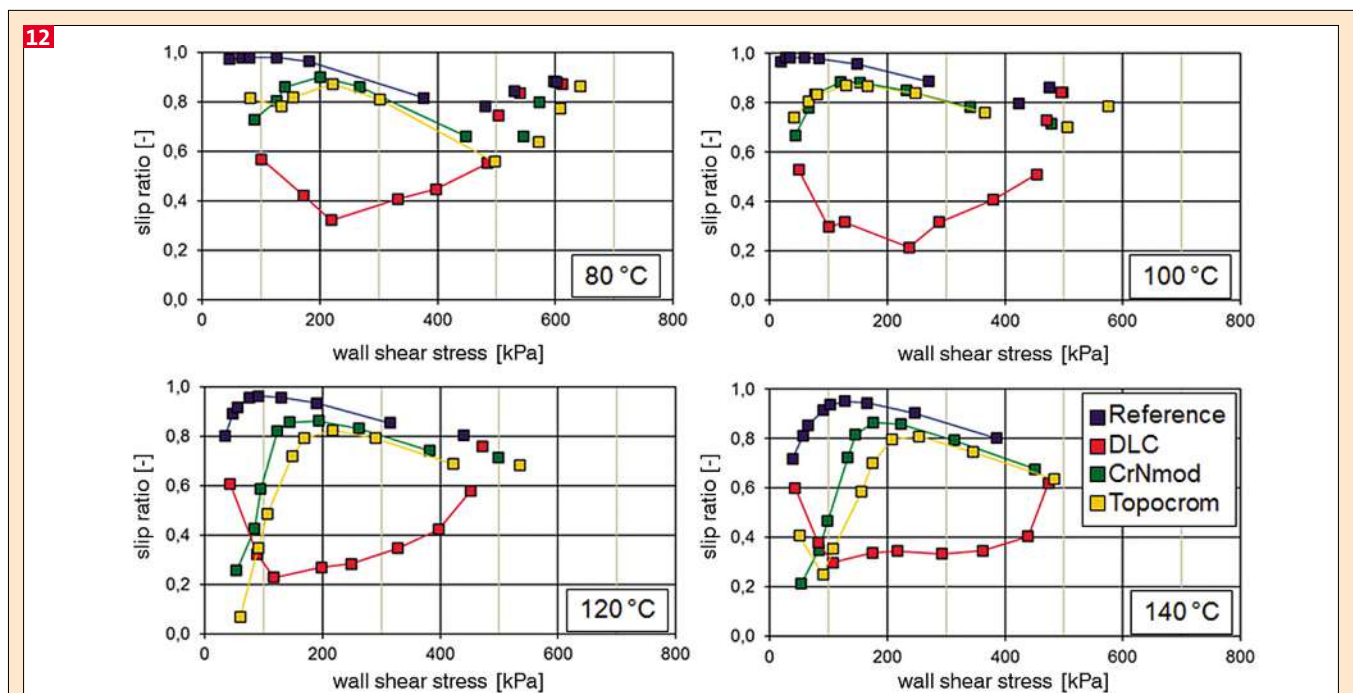 12
1,0
0,8
0,6
0,4
0,2
0,0
slip ratio [-]
80 °C
0 200 400 600 800
wall shear stress [kPa]
1,0
0,8
0,6
0,4
0,2
0,0
slip ratio [-]
100 °C
0 200 400 600 800
wall shear stress [kPa]
1,0
0,8
0,6
0,4
0,2
0,0
slip ratio [-]
120 °C
0 200 400 600 800
wall shear stress [kPa]
1,0
0,8
0,6
0,4
0,2
0,0
slip ratio [-]
Reference
DLC
CrNmod
Topocrom
140 °C
0 200 400 600 800
wall shear stress [kPa]